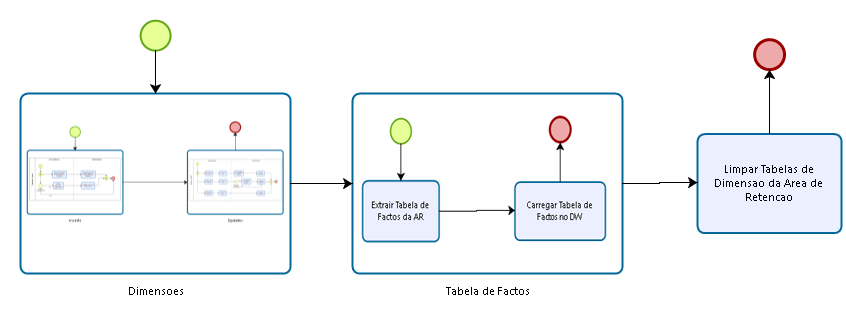 Extrair Tabela de
Factos da AR
Carregar Tabela de
Factos no DW
Limpar Tabelas de
Dimensao da Area de
Retencao
Inserts
Updates
Dimensoes
Tabela de Factos